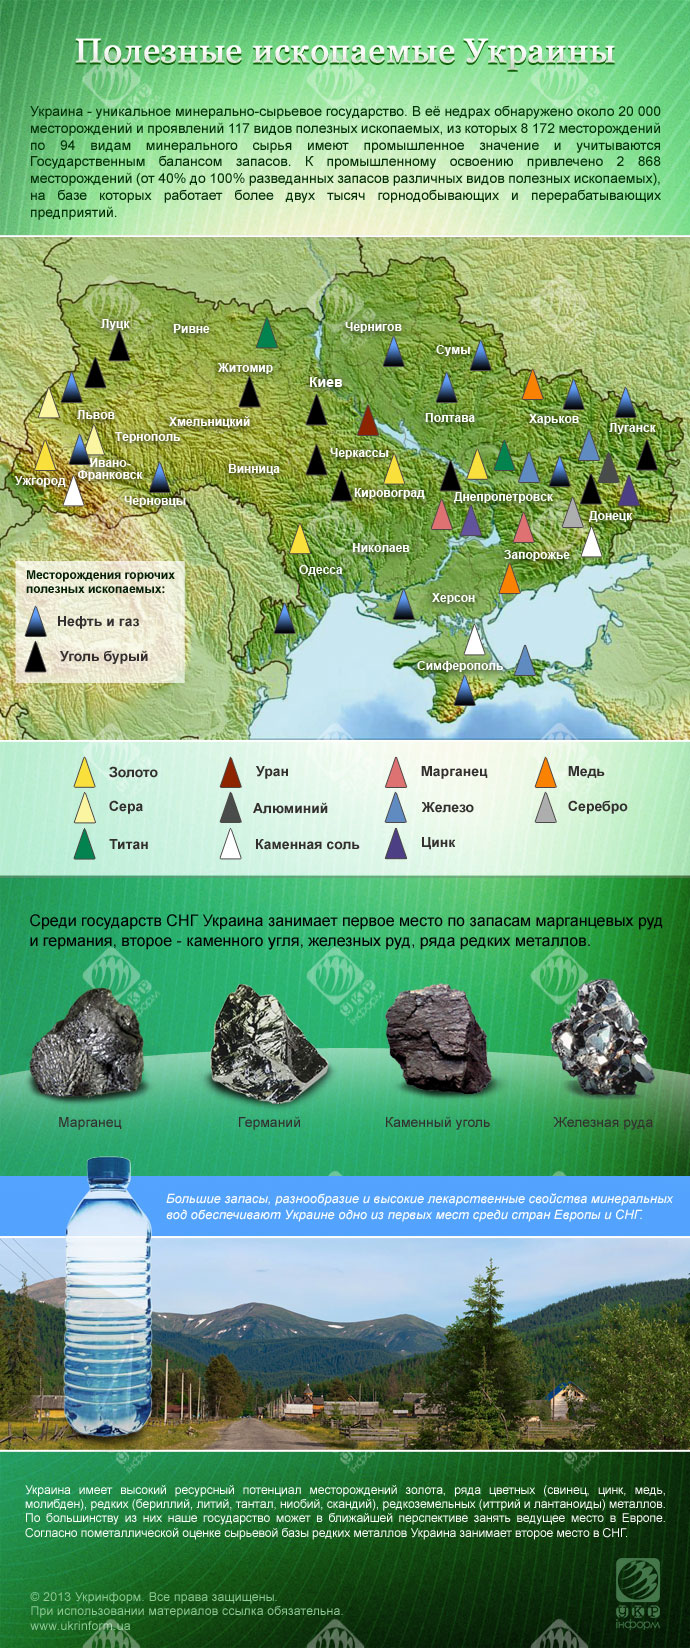 Полезные ископаемые Украины
Украина - уникальное минерально-сырьевое государство. В её недрах обнаружено около 20 000
месторождений и проявлений 117 видов полезных ископаемых, из которых 8 172 месторождений
по 94 видам минерального сырья имеют промышленное значение и учитываются
Государственным балансом запасов. К промышленному освоению привлечено 2 868
месторождений (от 40% до 100% разведанных запасов различных видов полезных ископаемых),
на базе которых работает более двух тысяч горнодобывающих и перерабатывающих
предприятий.
Луцк
Ривне
Чернигов
Сумы
Житомир
Киев
Львов
Хмельницкий
Полтава
Харьков
Луганск
Тернополь
Черкассы
Ужгород
Ивано-
Франковск
Винница
Черновцы
Кировоград
Днепропетровск
Донецк
Николаев
Запорожье
Одесса
Херсон
Симферополь
Месторождения горючих
полезных ископаемых:
Нефть и газ
Уголь бурый
Золото
Уран
Марганец
Медь
Сера
Алюминий
Железо
Серебро
Титан
Каменная соль
Цинк
Среди государств СНГ Украина занимает первое место по запасам марганцевых руд
и германия, второе - каменного угля, железных руд, ряда редких металлов.
Марганец
Германий
Каменный уголь
Железная руда
Большие запасы, разнообразие и высокие лекарственные свойства минеральных
вод обеспечивают Украине одно из первых мест среди стран Европы и СНГ.
Украина имеет высокий ресурсный потенциал месторождений золота, ряда цветных (свинец, цинк, медь,
молибден), редких (бериллий, литий, тантал, ниобий, скандий), редкоземельных (иттрий и лантаноиды) металлов.
По большинству из них наше государство может в ближайшей перспективе занять ведущее место в Европе.
Согласно пометаллической оценке сырьевой базы редких металлов Украина занимает второе место в СНГ.
© 2013 Укринформ. Все права защищены.
При использовании материалов ссылка обязательна.
www.ukrinform.ua
УКР
інформ